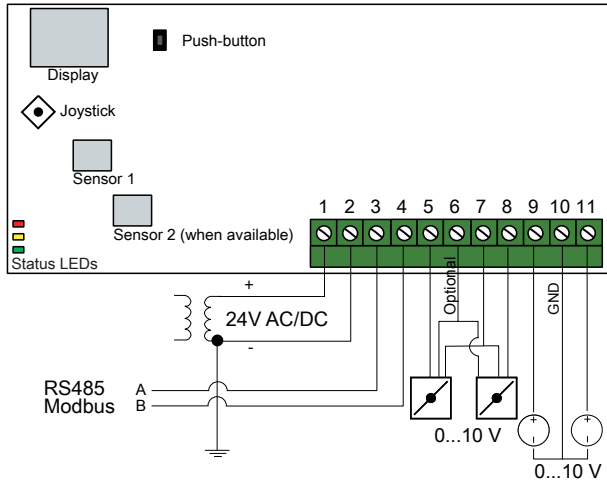 Push-button
Display
Joystick
Sensor 1
Sensor 2 (when available)
Status LEDs
1 2 3 4 5 6 7 8 9 10 11
Optional
GND
+
24V AC/DC
-
RS485 A
Modbus B
0...10 V
+ +
- -
0...10 V